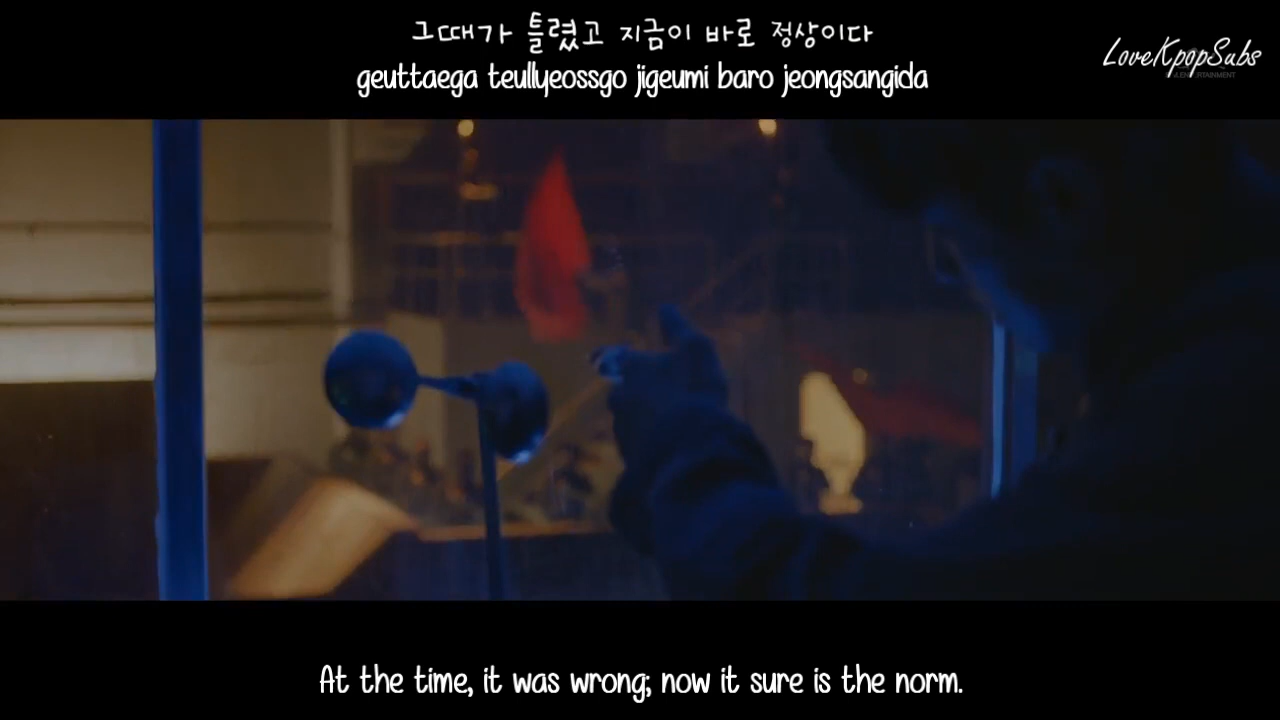 그때가 틀렸고 지금이 바로 정상이다
LoveKpopSubs
geuttaega teullyeossgo jigeumi baro jeongsangida
At the time, it was wrong; now it sure is the norm.